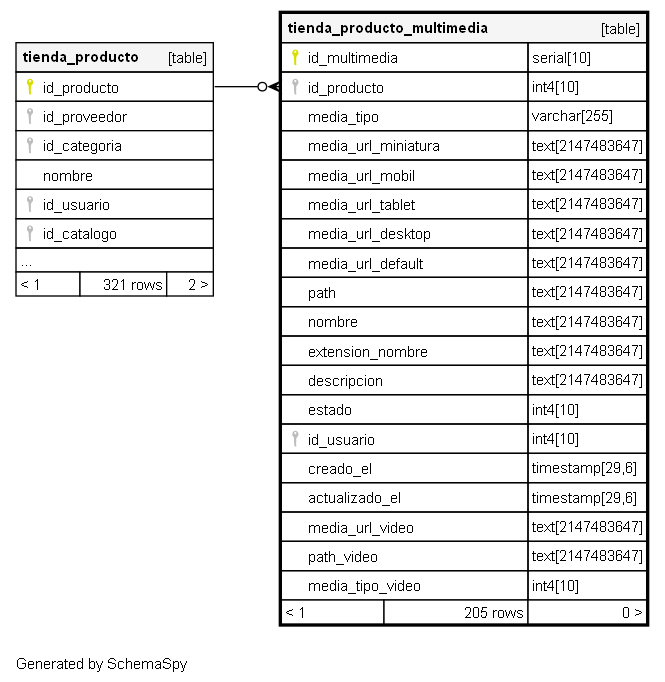 tienda_producto [table]
id_producto
id_proveedor
id_categoria
nombre
id_usuario
id_catalogo
...
< 1 321 rows 2 >
tienda_producto_multimedia [table]
id_multimedia serial[10]
id_producto int4[10]
media_tipo varchar[255]
media_url_miniatura text[2147483647]
media_url_mobil text[2147483647]
media_url_tablet text[2147483647]
media_url_desktop text[2147483647]
media_url_default text[2147483647]
path text[2147483647]
nombre text[2147483647]
extension_nombre text[2147483647]
descripcion text[2147483647]
estado int4[10]
id_usuario int4[10]
creado_el timestamp[29,6]
actualizado_el timestamp[29,6]
media_url_video text[2147483647]
path_video text[2147483647]
media_tipo_video int4[10]
< 1 205 rows 0 >
Generated by SchemaSpy